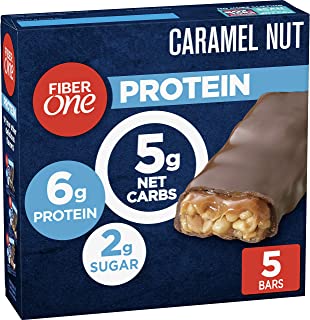 CARAMEL NUT
FIBER
One
PROTEIN
5g
NET
CARBS
6g
PROTEIN
2g
SUGAR
5
BARS